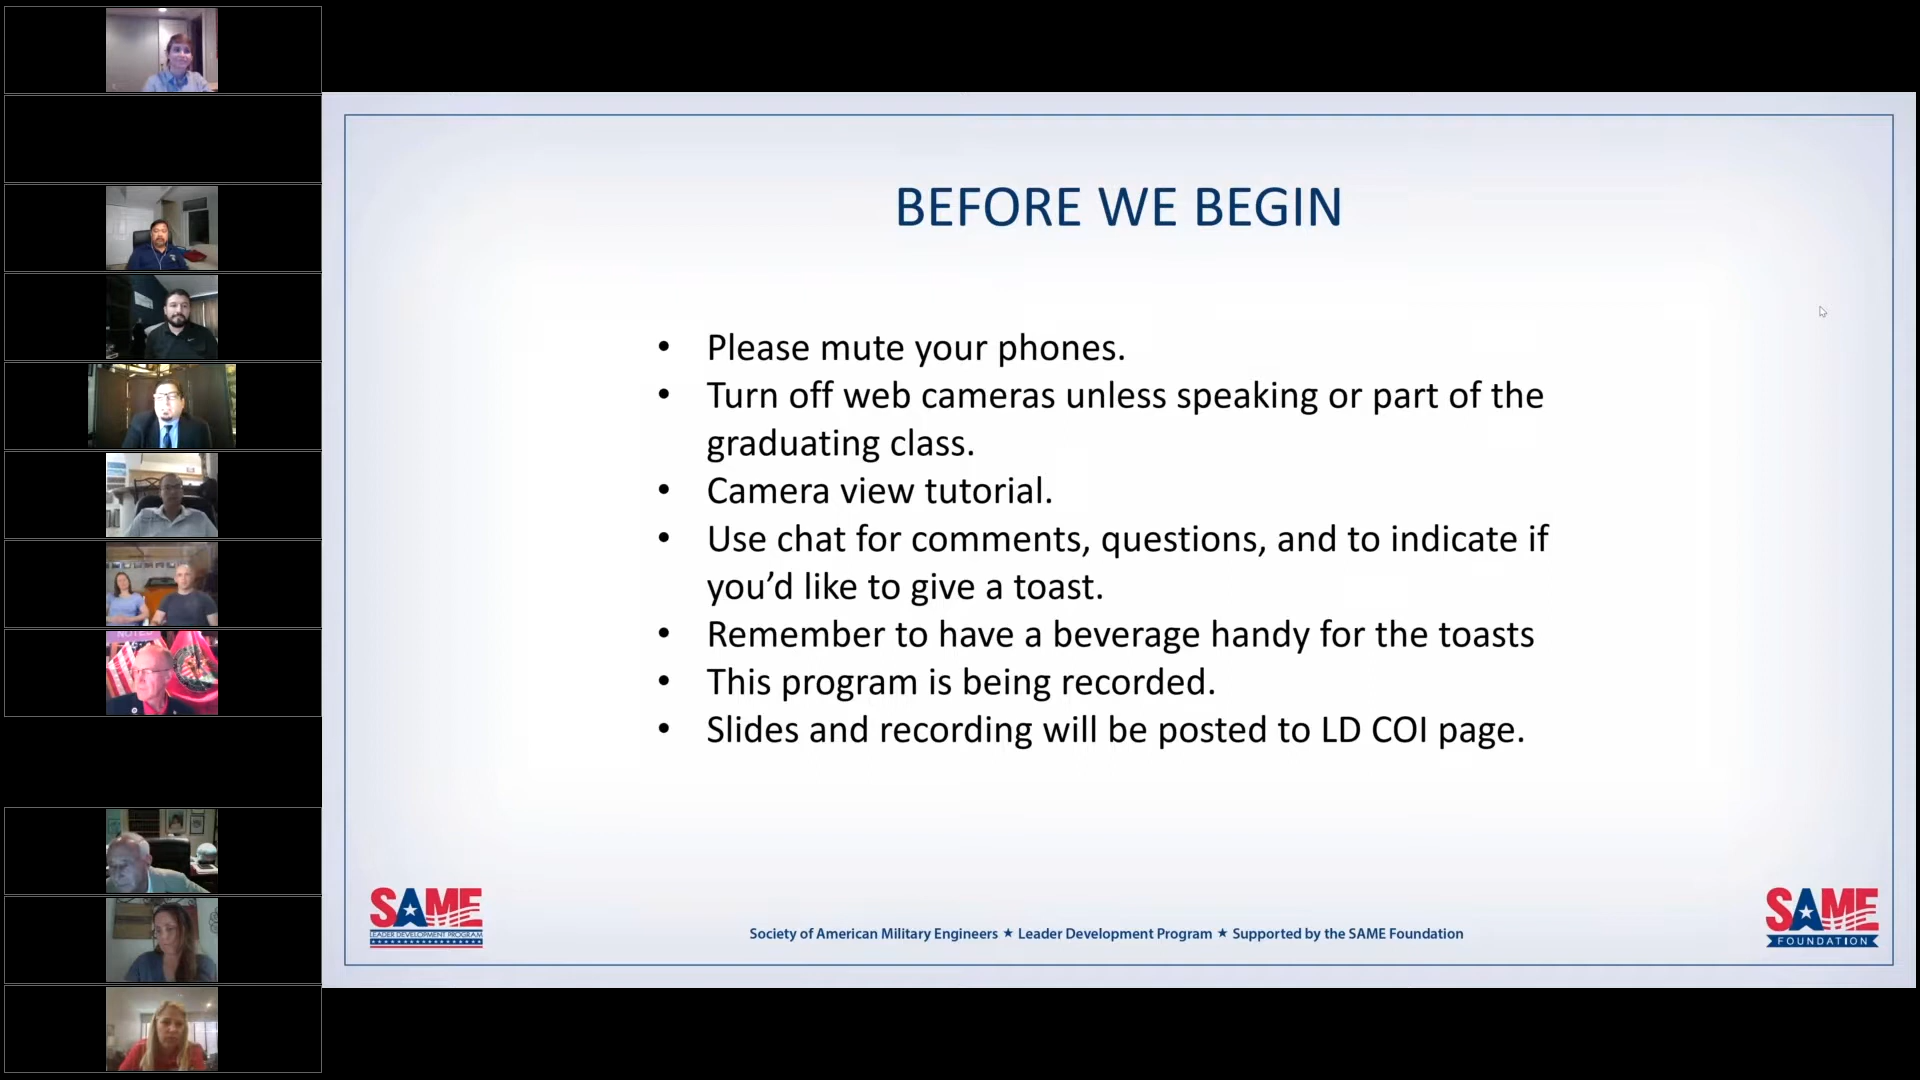 BEFORE WE BEGIN
• Please mute your phones.
• Turn off web cameras unless speaking or part of the
graduating class.
• Camera view tutorial.
• Use chat for comments, questions, and to indicate if
you’d like to give a toast.
• Remember to have a beverage handy for the toasts
• This program is being recorded.
• Slides and recording will be posted to LD COI page.
SAME
LEADER DEVELOPMENT PROGRAM
Society of American Military Engineers ★ Leader Development Program ★ Supported by the SAME Foundation
SAME
FOUNDATION
NOTES